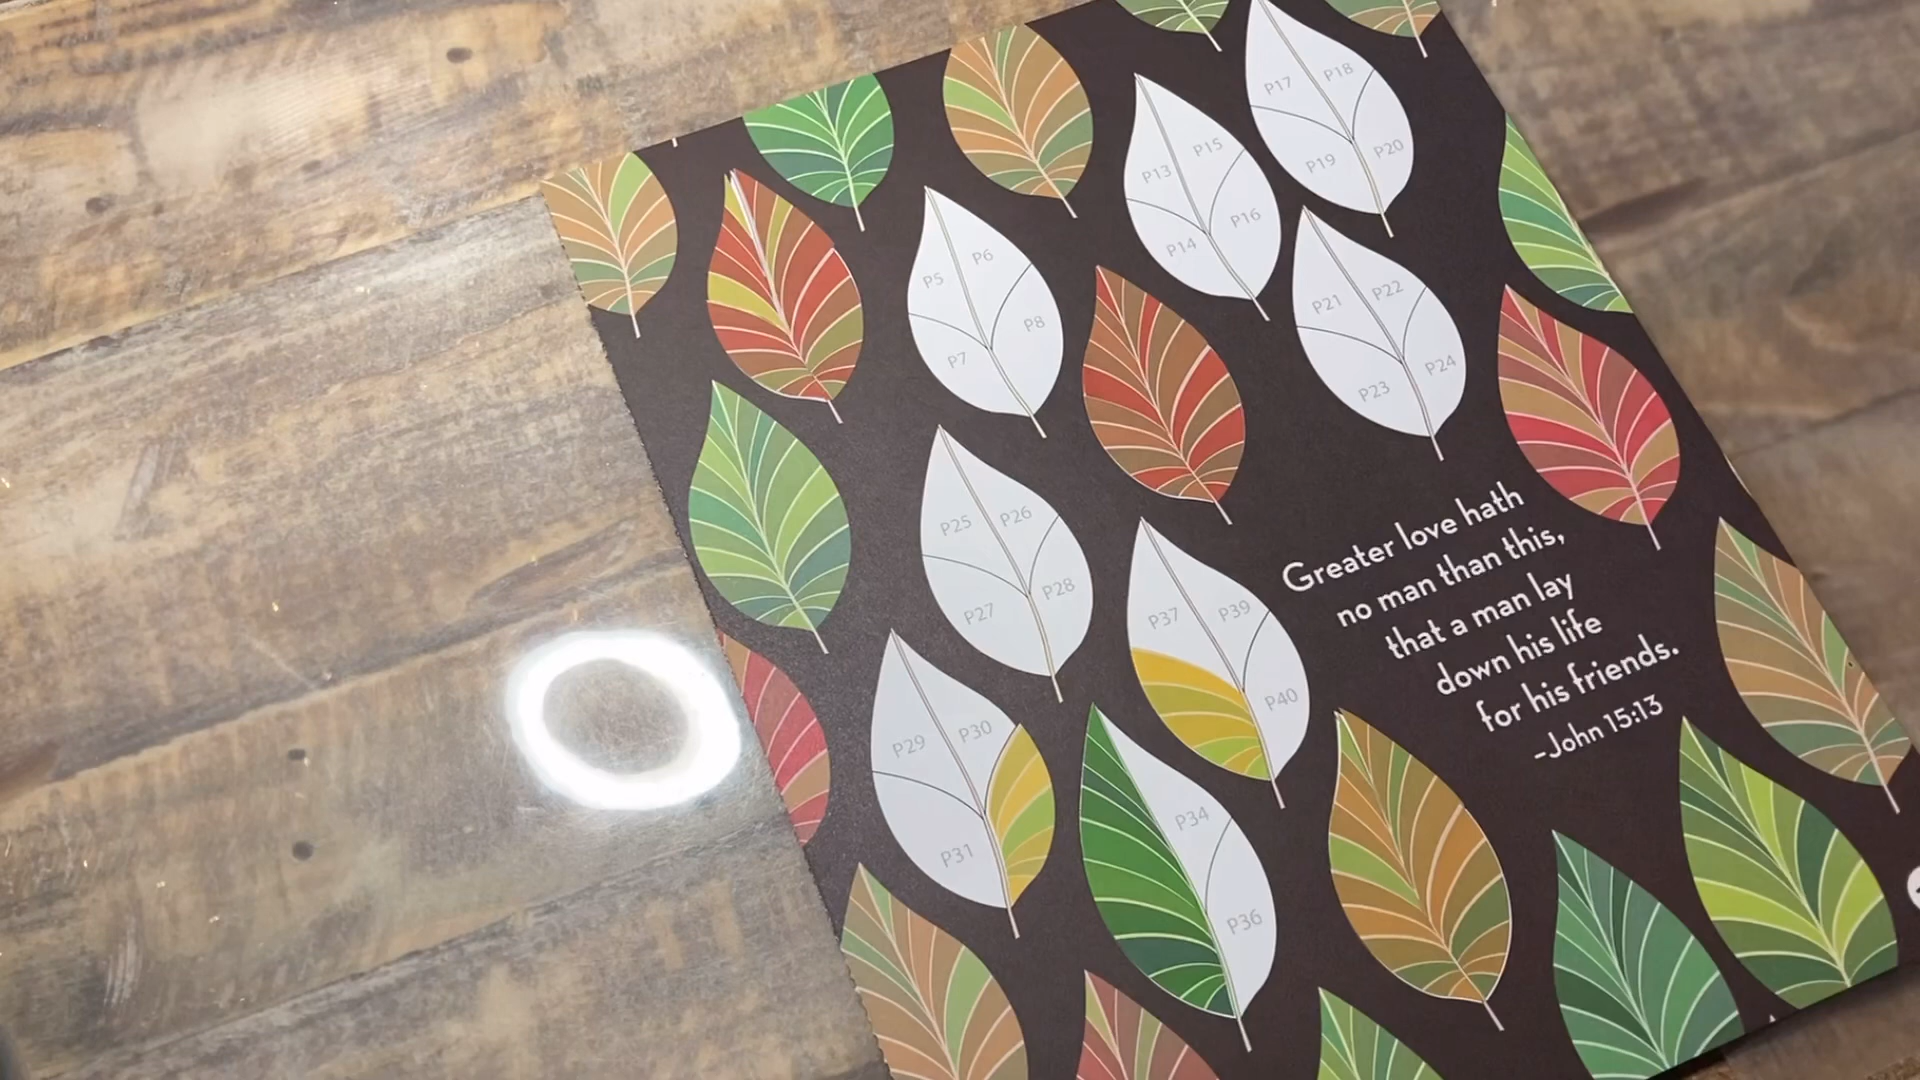 P17 P18
P19 P20
P13 P15
P14 P16
P5 P6
P7 P8
P21 P22
P23 P24
P25 P26
P27 P28
P37 P39
P40
P29 P30
P31
P34
P36
Greater love hath
no man than this,
that a man lay
down his life
for his friends.
-John 15:13